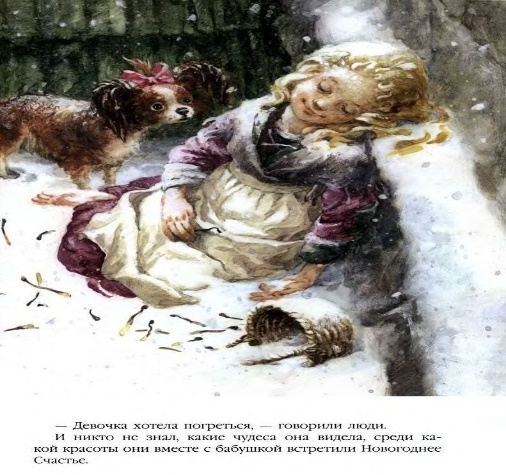 — Девочка хотела погреться, — говорили люди.
И никто не знал, какие чудеса она видела, среди ка-
кой красоты они вместе с бабушкой встретили Новогоднее
Счастье.